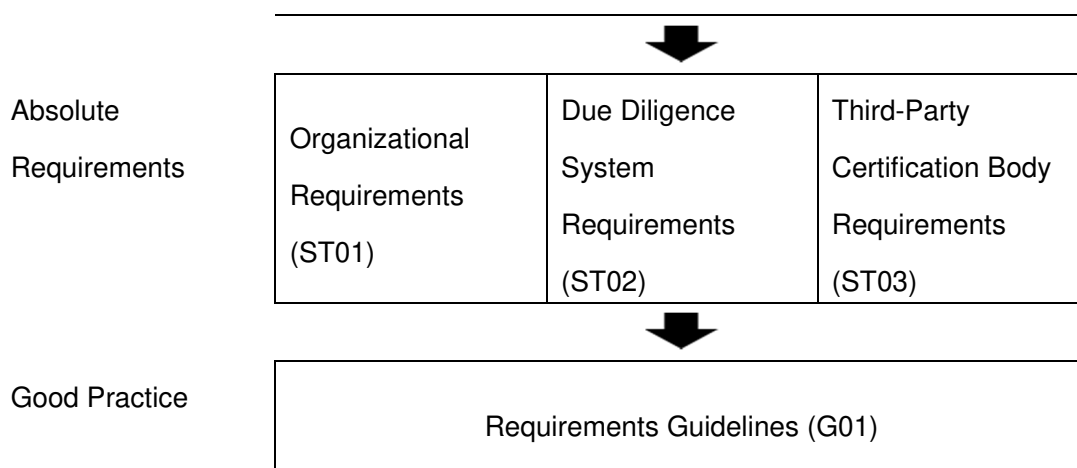 Absolute
Requirements
Organizational
Requirements
(ST01)
Due Diligence
System
Requirements
(ST02)
Third-Party
Certification Body
Requirements
(ST03)
Good Practice
Requirements Guidelines (G01)